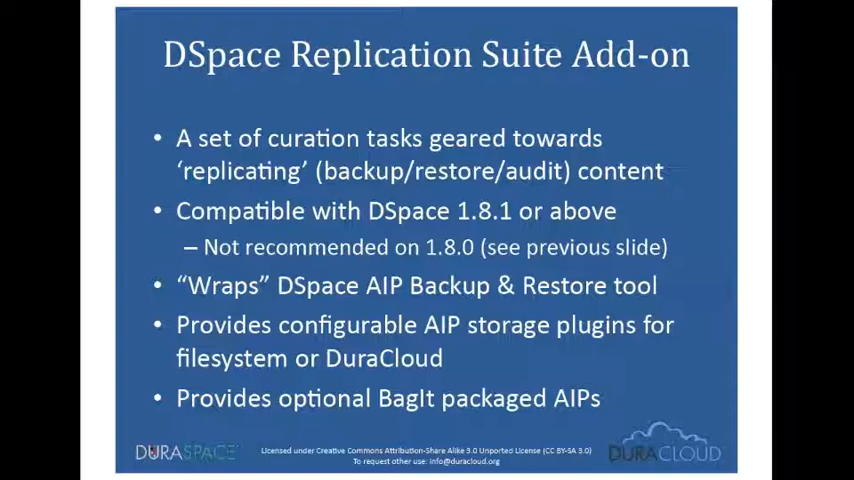 DSpace Replication Suite Add-on
• A set of curation tasks geared towards
‘replicating’ (backup/restore/audit) content
• Compatible with DSpace 1.8.1 or above
– Not recommended on 1.8.0 (see previous slide)
• “Wraps” DSpace AIP Backup & Restore tool
• Provides configurable AIP storage plugins for
filesystem or DuraCloud
• Provides optional BagIt packaged AIPs
DURASPACE
Licensed under Creative Commons Attribution-Share Alike 3.0 Unported License (CC BY-SA 3.0)
To request other use: info@duracloud.org
DURACLOUD